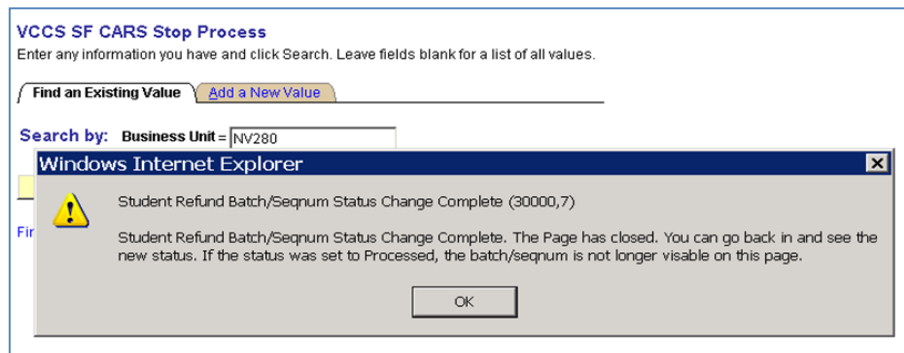 VCCS SF CARS Stop Process
Enter any information you have and click Search. Leave fields blank for a list of all values.
Find an Existing Value
Add a New Value
Search by: Business Unit = NV280
Windows Internet Explorer
Student Refund Batch/Seqnum Status Change Complete (30000,7)
Student Refund Batch/Seqnum Status Change Complete. The Page has closed. You can go back in and see the
new status. If the status was set to Processed, the batch/seqnum is not longer visable on this page.
OK